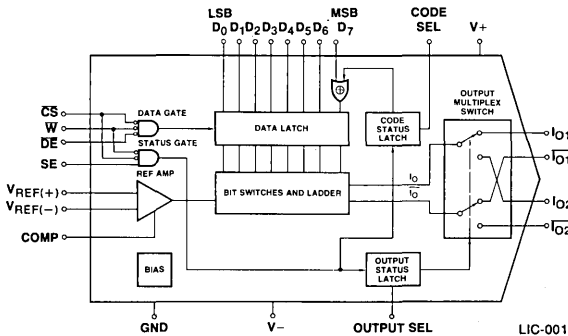 LSB MSB CODE
D0 D1 D2 D3 D4 D5 D6 D7 SEL V+
OUTPUT
MULTIPLEX
SWITCH
CS
W
DE
SE
DATA GATE
STATUS GATE
REF AMP
DATA LATCH
CODE
STATUS
LATCH
IO1
IO1
IO2
IO2
VREF(+)
VREF(−)
COMP
BIT SWITCHES AND LADDER
IO
IO
BIAS
OUTPUT
STATUS
LATCH
GND V− OUTPUT SEL LIC-001